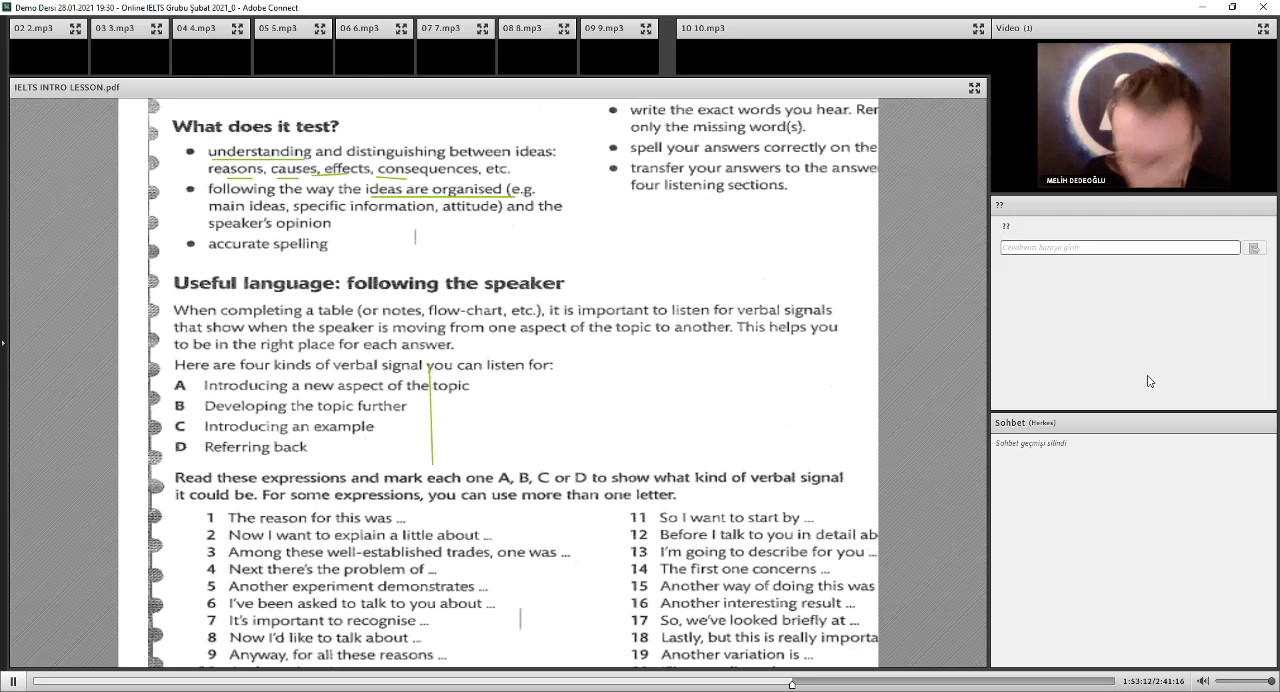 Demo Dersi 28.01.2021 19:30 - Online IELTS Grubu Şubat 2021_0 - Adobe Connect
02 2.mp3
03 3.mp3
04 4.mp3
05 5.mp3
06 6.mp3
07 7.mp3
08 8.mp3
09 9.mp3
10 10.mp3
Video (1)
IELTS INTRO LESSON.pdf
What does it test?
• understanding and distinguishing between ideas:
reasons, causes, effects, consequences, etc.
• following the way the ideas are organised (e.g.
main ideas, specific information, attitude) and the
speaker's opinion
• accurate spelling
• write the exact words you hear. Rer
only the missing word(s).
• spell your answers correctly on the
• transfer your answers to the answe
four listening sections.
Useful language: following the speaker
When completing a table (or notes, flow-chart, etc.), it is important to listen for verbal signals
that show when the speaker is moving from one aspect of the topic to another. This helps you
to be in the right place for each answer.
Here are four kinds of verbal signal you can listen for:
A Introducing a new aspect of the topic
B Developing the topic further
C Introducing an example
D Referring back
Read these expressions and mark each one A, B, C or D to show what kind of verbal signal
it could be. For some expressions, you can use more than one letter.
1 The reason for this was ...
2 Now I want to explain a little about ...
3 Among these well-established trades, one was ...
4 Next there's the problem of ...
5 Another experiment demonstrates ...
6 I've been asked to talk to you about ...
7 It's important to recognise ...
8 Now I'd like to talk about ...
9 Anyway, for all these reasons ...
11 So I want to start by ...
12 Before I talk to you in detail ab
13 I'm going to describe for you ...
14 The first one concerns ...
15 Another way of doing this was
16 Another interesting result ...
17 So, we've looked briefly at ...
18 Lastly, but this is really importa
19 Another variation is ...
MELİH DEDEOĞLU
??
??
Cevabınızı buraya girin
Sohbet (Herkes)
Sohbet geçmişi silindi
1:53:12/2:41:16